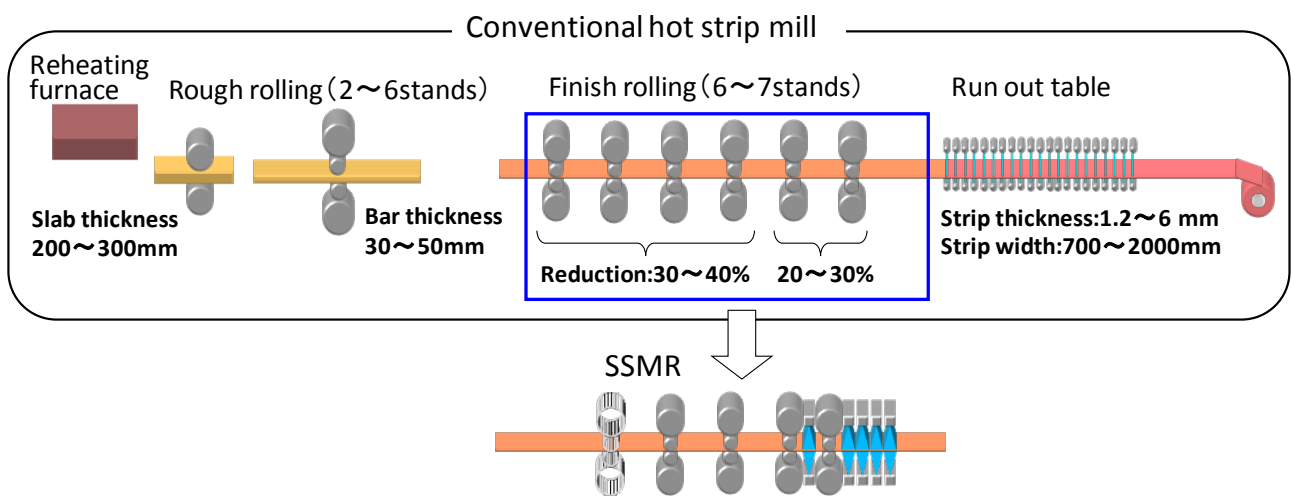 Conventional hot strip mill
Reheating
furnace
Rough rolling(2～6stands)
Finish rolling(6～7stands)
Run out table
Slab thickness
200～300mm
Bar thickness
30～50mm
Reduction:30～40%
20～30%
Strip thickness:1.2～6 mm
Strip width:700～2000mm
SSMR